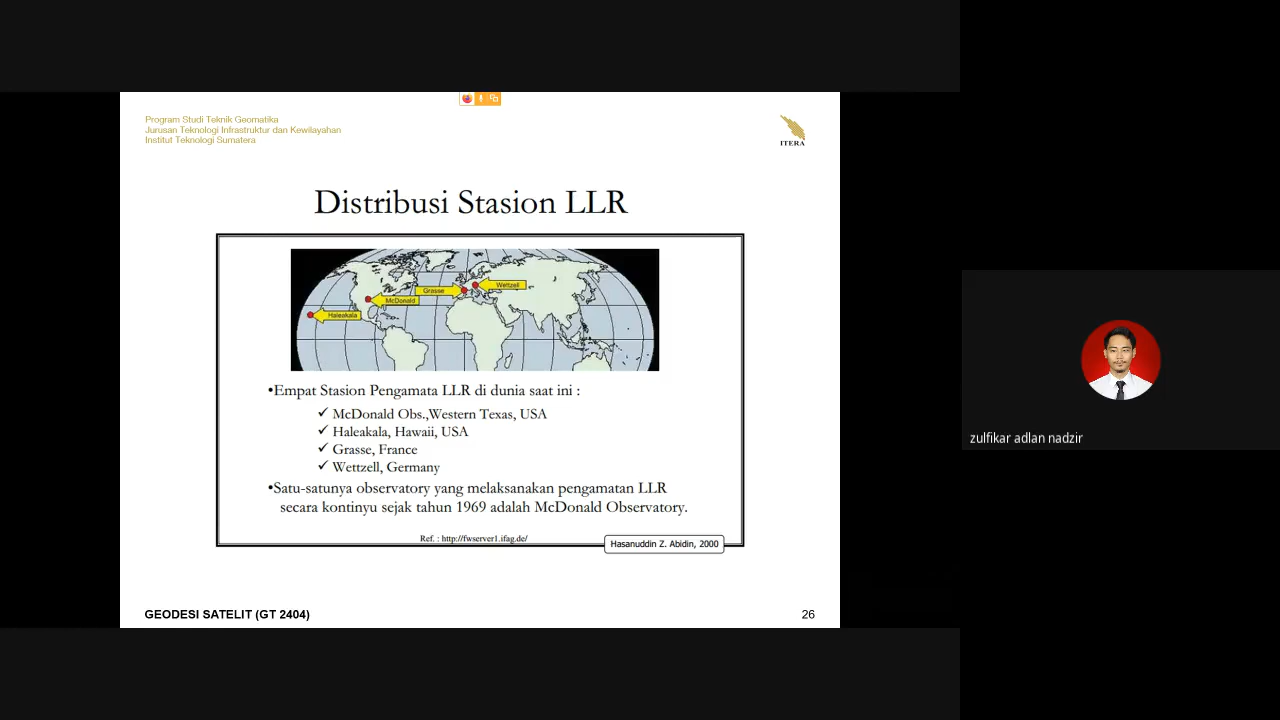 Program Studi Teknik Geomatika
Jurusan Teknologi Infrastruktur dan Kewilayahan
Institut Teknologi Sumatera
ITERA
Distribusi Stasion LLR
Grasse
Wettzell
McDonald
Haleakala
•Empat Stasion Pengamata LLR di dunia saat ini :
✓ McDonald Obs.,Western Texas, USA
✓ Haleakala, Hawaii, USA
✓ Grasse, France
✓ Wettzell, Germany
•Satu-satunya observatory yang melaksanakan pengamatan LLR
secara kontinyu sejak tahun 1969 adalah McDonald Observatory.
Ref. : http://fwserver1.ifag.de/
Hasanuddin Z. Abidin, 2000
GEODESI SATELIT (GT 2404)
26
zulfikar adlan nadzir